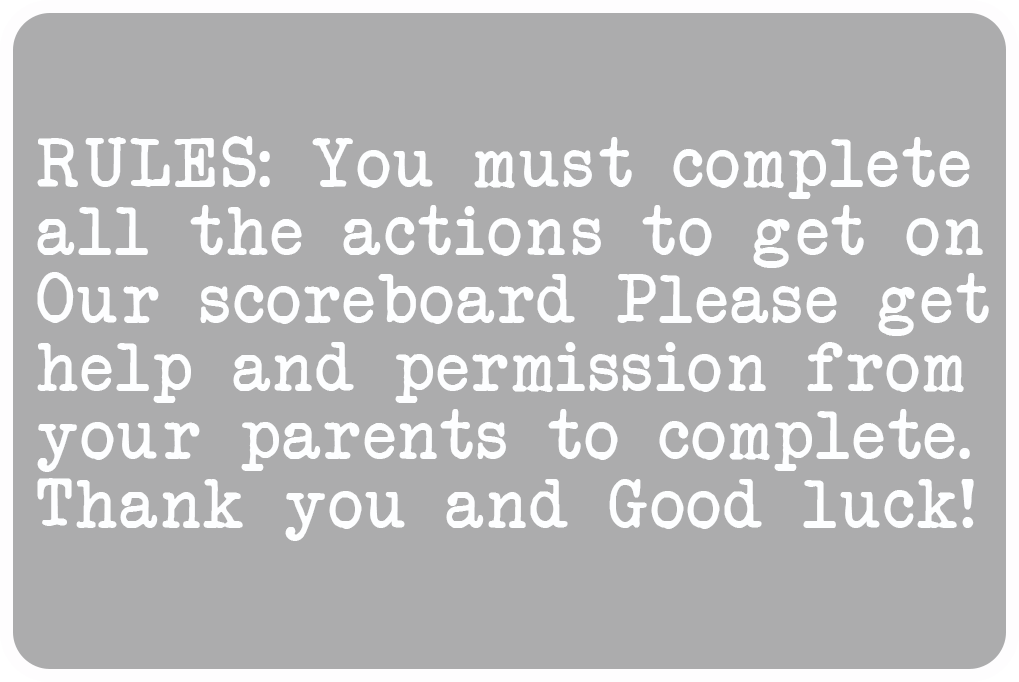 RULES: You must complete
all the actions to get on
Our scoreboard Please get
help and permission from
your parents to complete.
Thank you and Good luck!